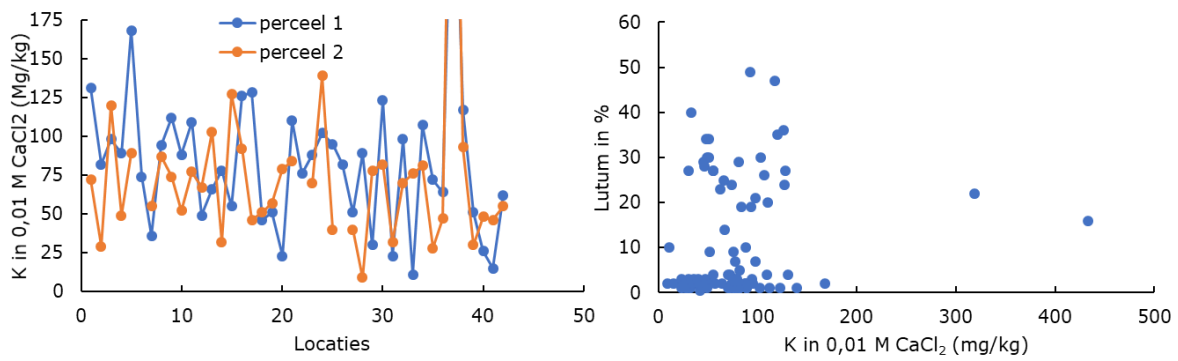 175
150
125
100
75
50
25
0
K in 0,01 M CaCl2 (Mg/kg)
perceel 1
perceel 2
0 10 20 30 40 50
Locaties
60
50
40
30
20
10
0
Lutum in %
0 100 200 300 400 500
K in 0,01 M CaCl₂ (mg/kg)